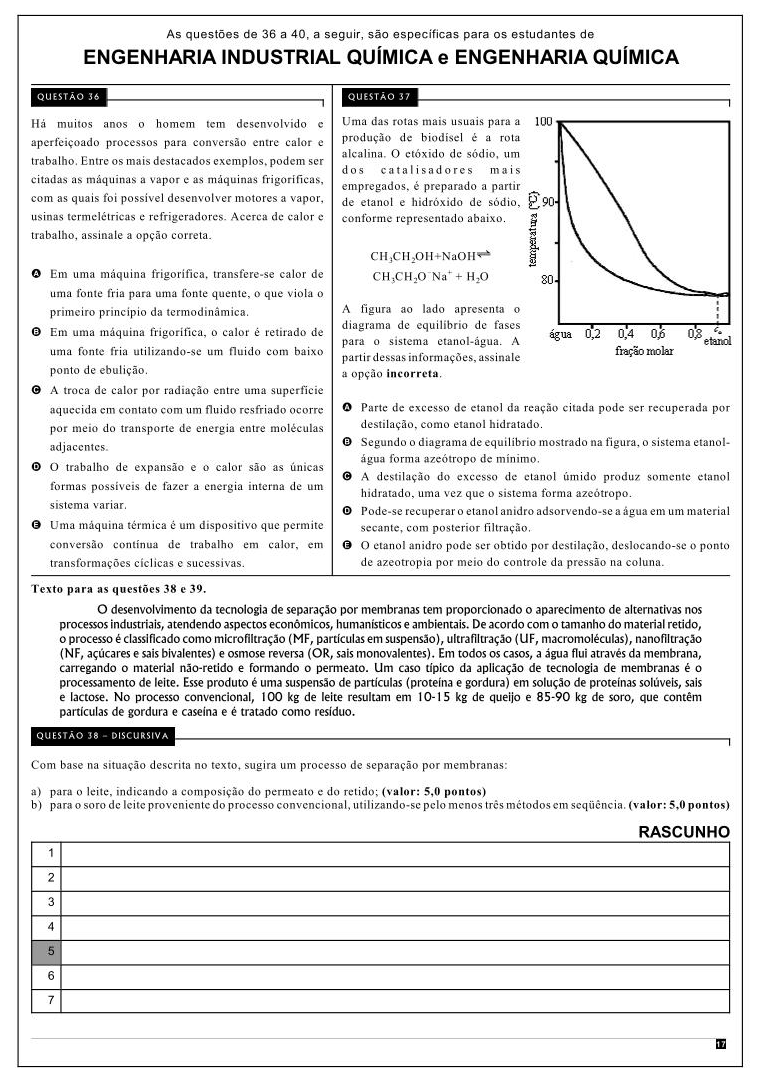 As questões de 36 a 40, a seguir, são específicas para os estudantes de
ENGENHARIA INDUSTRIAL QUÍMICA e ENGENHARIA QUÍMICA
QUESTÃO 36
Há muitos anos o homem tem desenvolvido e
aperfeiçoado processos para conversão entre calor e
trabalho. Entre os mais destacados exemplos, podem ser
citadas as máquinas a vapor e as máquinas frigoríficas,
com as quais foi possível desenvolver motores a vapor,
usinas termelétricas e refrigeradores. Acerca de calor e
trabalho, assinale a opção correta.
A Em uma máquina frigorífica, transfere-se calor de
uma fonte fria para uma fonte quente, o que viola o
primeiro princípio da termodinâmica.
B Em uma máquina frigorífica, o calor é retirado de
uma fonte fria utilizando-se um fluido com baixo
ponto de ebulição.
C A troca de calor por radiação entre uma superfície
aquecida em contato com um fluido resfriado ocorre
por meio do transporte de energia entre moléculas
adjacentes.
D O trabalho de expansão e o calor são as únicas
formas possíveis de fazer a energia interna de um
sistema variar.
E Uma máquina térmica é um dispositivo que permite
conversão contínua de trabalho em calor, em
transformações cíclicas e sucessivas.
QUESTÃO 37
Uma das rotas mais usuais para a
produção de biodísel é a rota
alcalina. O etóxido de sódio, um
dos catalisadores mais
empregados, é preparado a partir
de etanol e hidróxido de sódio,
conforme representado abaixo.
CH₃CH₂OH+NaOH⇌
CH₃CH₂O⁻Na⁺ + H₂O
A figura ao lado apresenta o
diagrama de equilíbrio de fases
para o sistema etanol-água. A
partir dessas informações, assinale
a opção incorreta.
100
90
80
temperatura (°C)
água 0,2 0,4 0,6 0,8 etanol
fração molar
A Parte de excesso de etanol da reação citada pode ser recuperada por
destilação, como etanol hidratado.
B Segundo o diagrama de equilíbrio mostrado na figura, o sistema etanol-
água forma azeótropo de mínimo.
C A destilação do excesso de etanol úmido produz somente etanol
hidratado, uma vez que o sistema forma azeótropo.
D Pode-se recuperar o etanol anidro adsorvendo-se a água em um material
secante, com posterior filtração.
E O etanol anidro pode ser obtido por destilação, deslocando-se o ponto
de azeotropia por meio do controle da pressão na coluna.
Texto para as questões 38 e 39.
O desenvolvimento da tecnologia de separação por membranas tem proporcionado o aparecimento de alternativas nos
processos industriais, atendendo aspectos econômicos, humanísticos e ambientais. De acordo com o tamanho do material retido,
o processo é classificado como microfiltração (MF, partículas em suspensão), ultrafiltração (UF, macromoléculas), nanofiltração
(NF, açúcares e sais bivalentes) e osmose reversa (OR, sais monovalentes). Em todos os casos, a água flui através da membrana,
carregando o material não-retido e formando o permeato. Um caso típico da aplicação de tecnologia de membranas é o
processamento de leite. Esse produto é uma suspensão de partículas (proteína e gordura) em solução de proteínas solúveis, sais
e lactose. No processo convencional, 100 kg de leite resultam em 10-15 kg de queijo e 85-90 kg de soro, que contêm
partículas de gordura e caseína e é tratado como resíduo.
QUESTÃO 38 – DISCURSIVA
Com base na situação descrita no texto, sugira um processo de separação por membranas:
a) para o leite, indicando a composição do permeato e do retido; (valor: 5,0 pontos)
b) para o soro de leite proveniente do processo convencional, utilizando-se pelo menos três métodos em seqüência. (valor: 5,0 pontos)
RASCUNHO
1
2
3
4
5
6
7
17